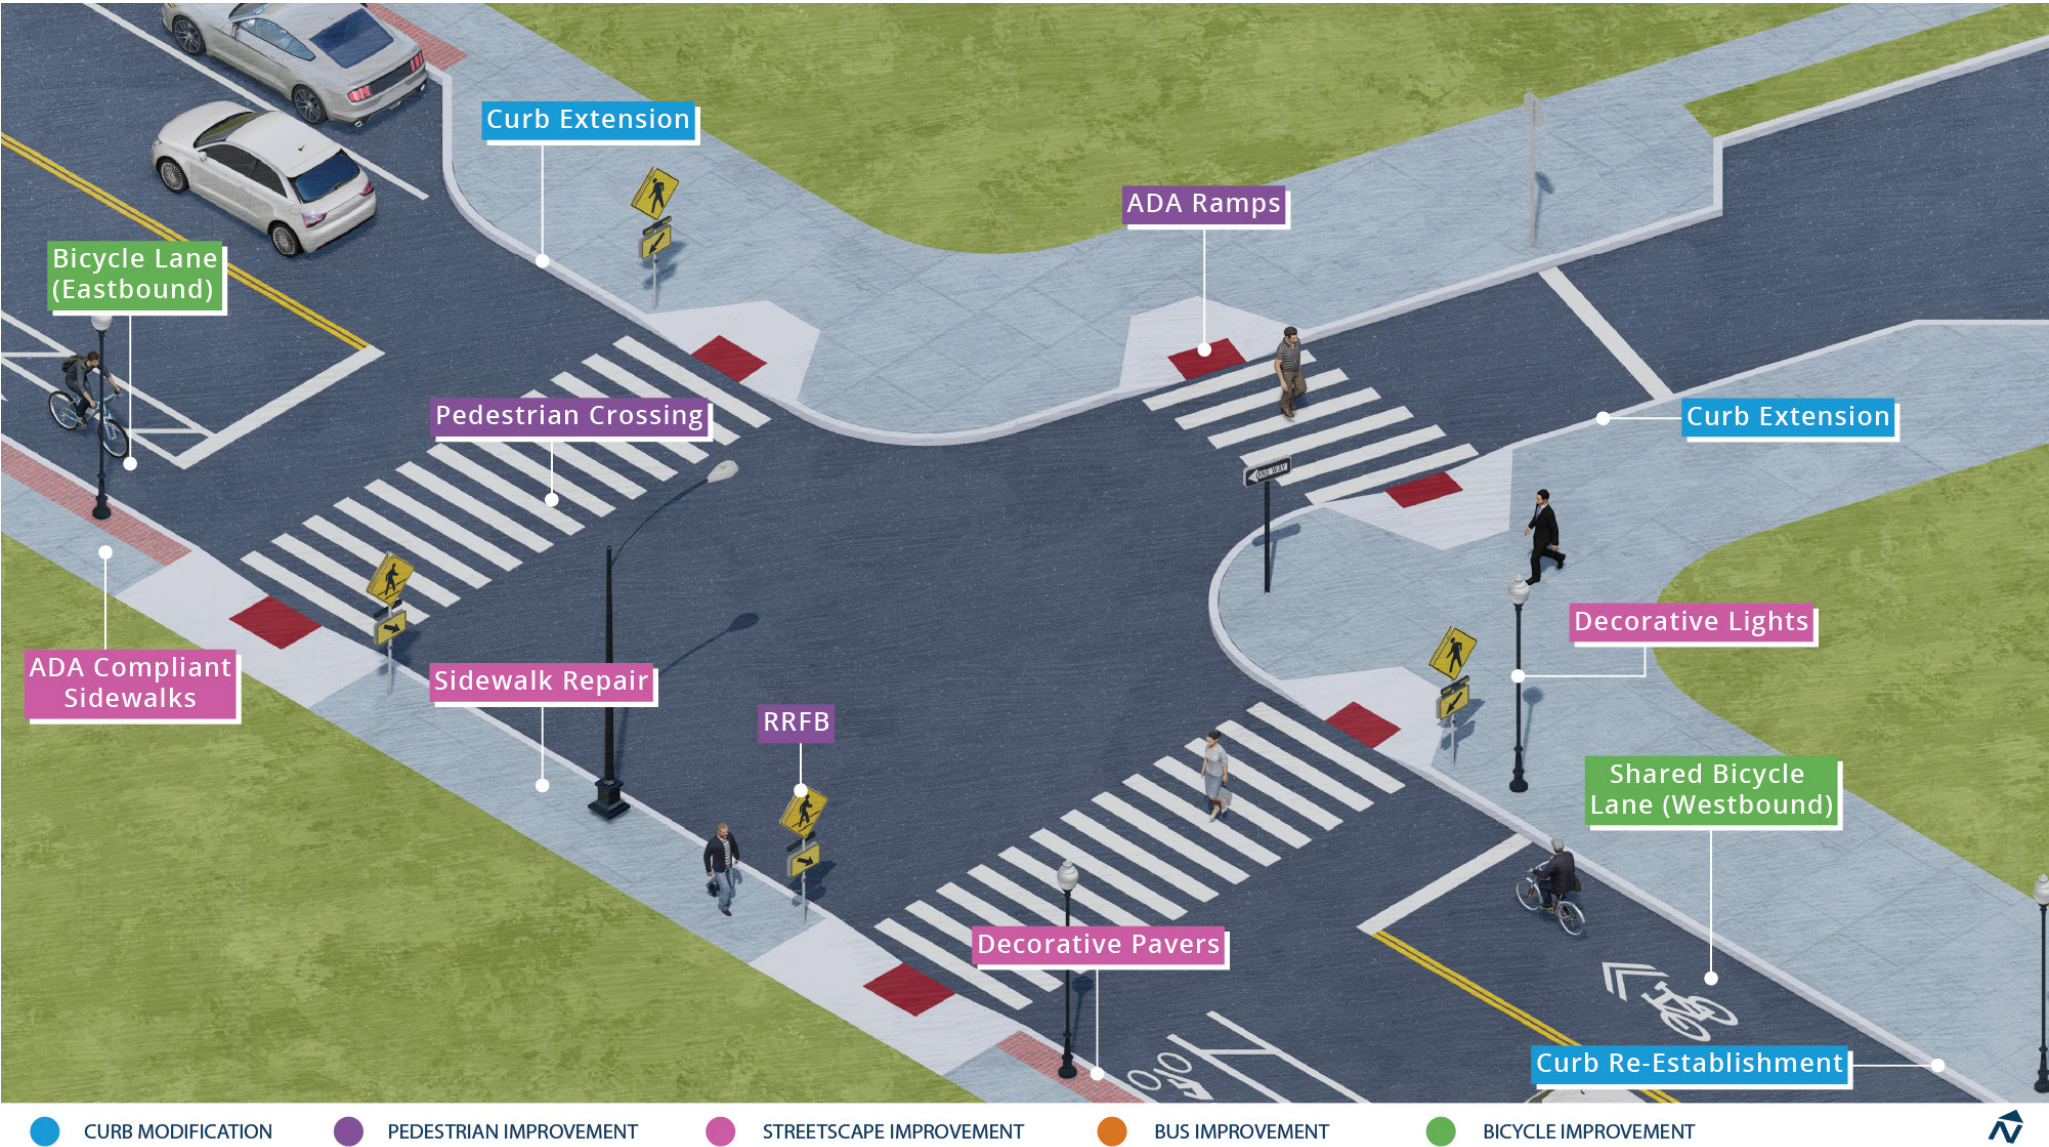 Curb Extension
ADA Ramps
Bicycle Lane
(Eastbound)
Pedestrian Crossing
Curb Extension
ONE WAY
Decorative Lights
ADA Compliant
Sidewalks
Sidewalk Repair
RRFB
Shared Bicycle
Lane (Westbound)
Decorative Pavers
Curb Re-Establishment
CURB MODIFICATION
PEDESTRIAN IMPROVEMENT
STREETSCAPE IMPROVEMENT
BUS IMPROVEMENT
BICYCLE IMPROVEMENT
N